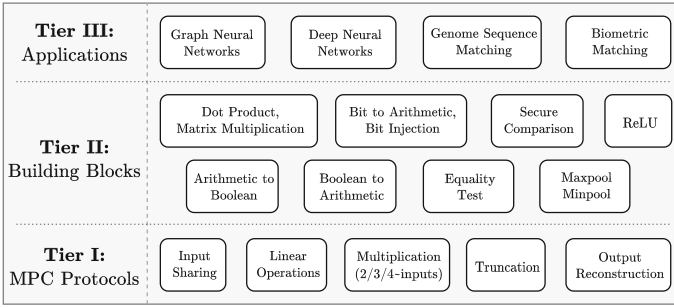 Tier III:
Applications
Graph Neural
Networks
Deep Neural
Networks
Genome Sequence
Matching
Biometric
Matching
Tier II:
Building Blocks
Dot Product,
Matrix Multiplication
Bit to Arithmetic,
Bit Injection
Secure
Comparison
ReLU
Arithmetic to
Boolean
Boolean to
Arithmetic
Equality
Test
Maxpool
Minpool
Tier I:
MPC Protocols
Input
Sharing
Linear
Operations
Multiplication
(2/3/4-inputs)
Truncation
Output
Reconstruction